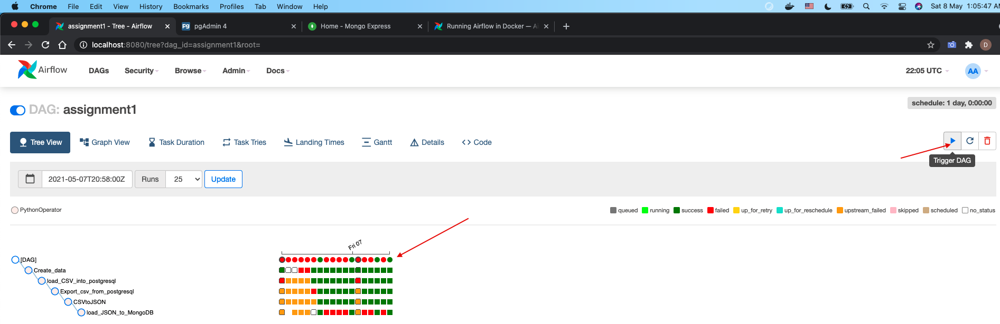 Chrome File Edit View History Bookmarks Profiles Tab Window Help Sat 8 May 1:05:47 AM
assignment1 - Tree - Airflow pgAdmin 4 Home - Mongo Express Running Airflow in Docker —
localhost:8080/tree?dag_id=assignment1&root= D
Airflow DAGs Security Browse Admin Docs 22:05 UTC AA
schedule: 1 day, 0:00:00
DAG: assignment1
Tree View Graph View Task Duration Task Tries Landing Times Gantt Details <> Code
Trigger DAG
2021-05-07T20:58:00Z Runs 25 Update
PythonOperator queued running success failed up_for_retry up_for_reschedule upstream_failed skipped scheduled no_status
Fri 07
[DAG]
Create_data
load_CSV_into_postgresql
Export_csv_from_postgresql
CSVtoJSON
load_JSON_to_MongoDB